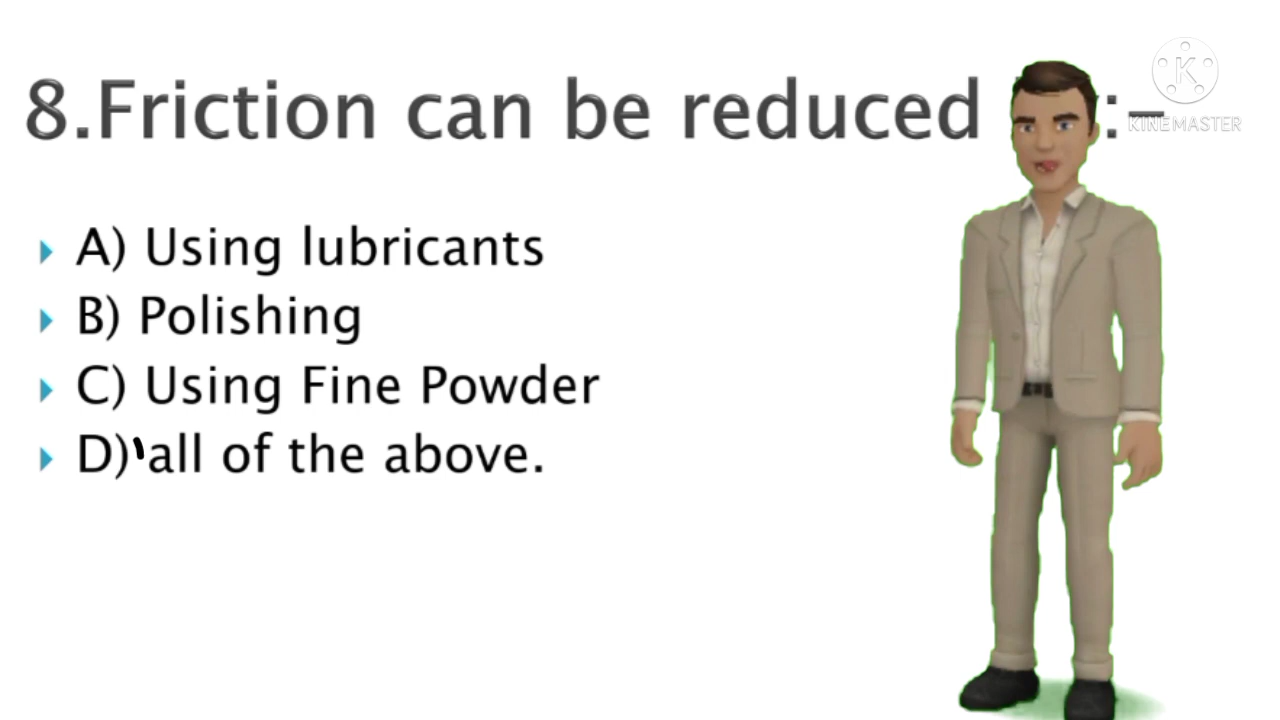 8.Friction can be reduced :-
A) Using lubricants
B) Polishing
C) Using Fine Powder
D) all of the above.
K
KINEMASTER